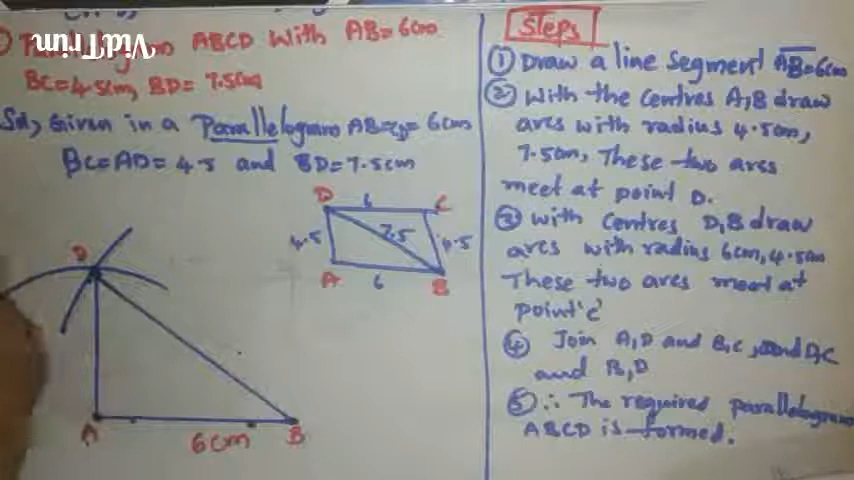 VidTrim
Parallelogram ABCD with AB=6cm
BC=4.5cm, BD= 7.5cm
Sol, Given in a Parallelogram AB=CD=6cm
BC=AD=4.5 and BD=7.5cm
D 6 C
4.5 7.5 4.5
A 6 B
D
A 6cm B
Steps
① Draw a line segment AB=6cm
② With the Centres A,B draw
arcs with radius 4.5cm,
7.5cm, These two arcs
meet at point D.
③ With Centres D,B draw
arcs with radius 6cm, 4.5cm
These two arcs meet at
point 'c'
④ Join A,D and B,C, and D,C
and B,D
⑤ ∴ The required parallelogram
ABCD is formed.